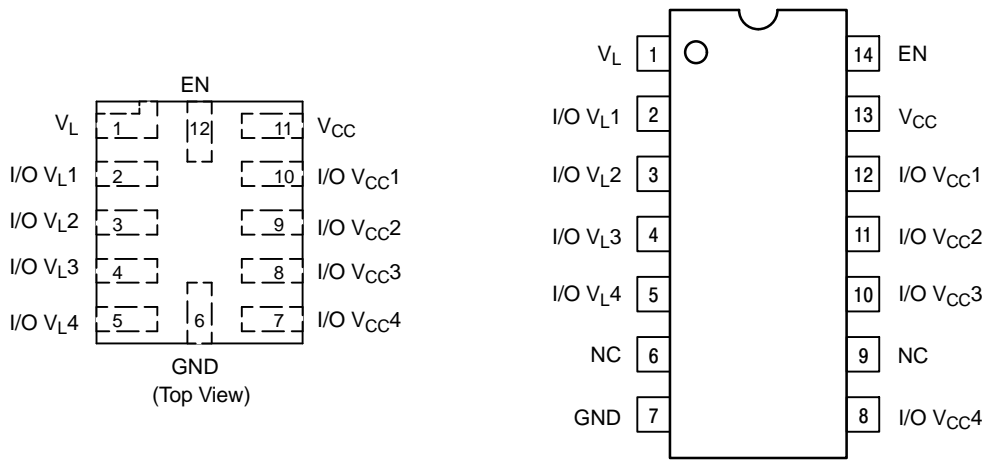 EN
V_L 1 12 11 V_CC
I/O V_L1 2 10 I/O V_CC1
I/O V_L2 3 9 I/O V_CC2
I/O V_L3 4 8 I/O V_CC3
I/O V_L4 5 6 7 I/O V_CC4
GND
(Top View)
V_L 1 14 EN
I/O V_L1 2 13 V_CC
I/O V_L2 3 12 I/O V_CC1
I/O V_L3 4 11 I/O V_CC2
I/O V_L4 5 10 I/O V_CC3
NC 6 9 NC
GND 7 8 I/O V_CC4